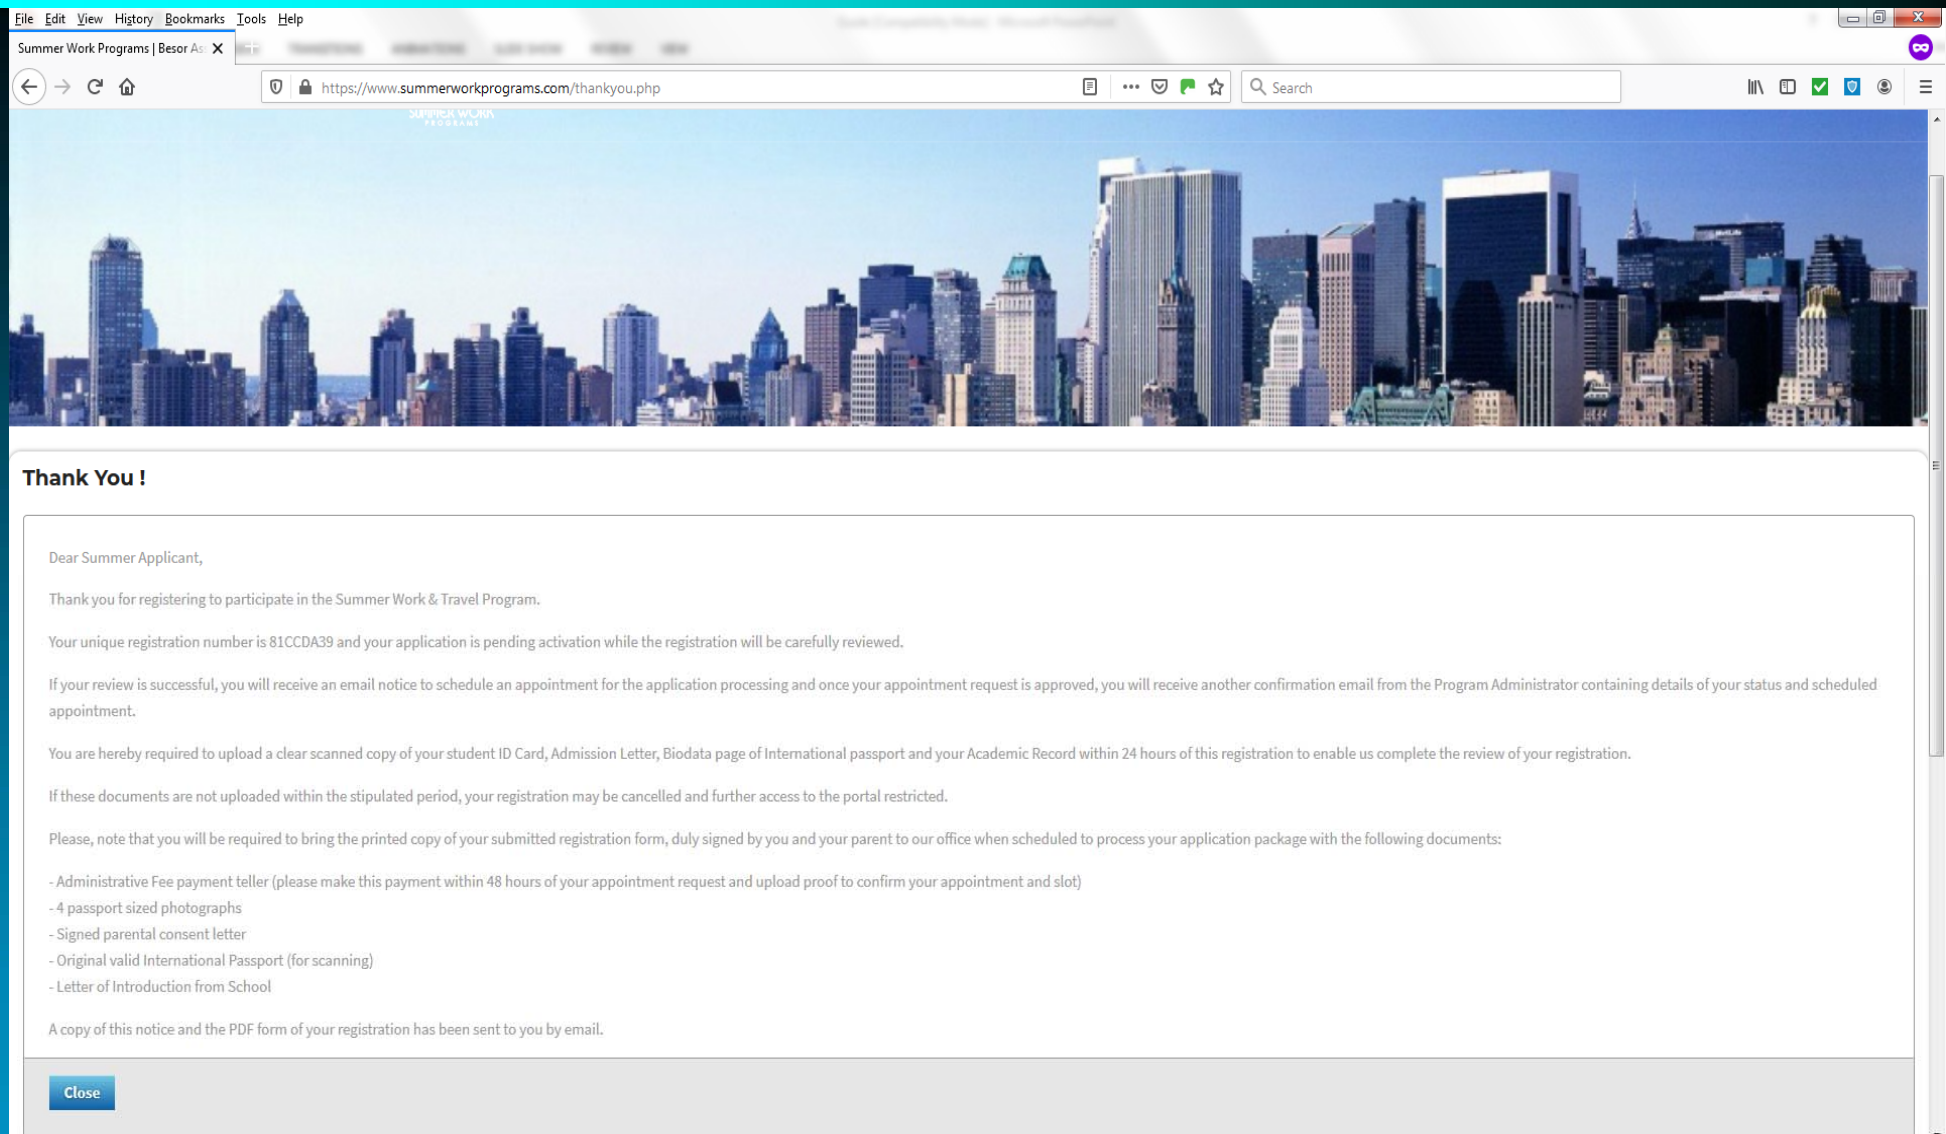 File Edit View History Bookmarks Tools Help
Summer Work Programs | Besor As
TRANSITIONS ANIMATIONS SLIDE SHOW REVIEW VIEW
https://www.summerworkprograms.com/thankyou.php
Search
SUMMER WORK
PROGRAMS
MetLife
Thank You !
Dear Summer Applicant,
Thank you for registering to participate in the Summer Work & Travel Program.
Your unique registration number is 81CCDA39 and your application is pending activation while the registration will be carefully reviewed.
If your review is successful, you will receive an email notice to schedule an appointment for the application processing and once your appointment request is approved, you will receive another confirmation email from the Program Administrator containing details of your status and scheduled
appointment.
You are hereby required to upload a clear scanned copy of your student ID Card, Admission Letter, Biodata page of International passport and your Academic Record within 24 hours of this registration to enable us complete the review of your registration.
If these documents are not uploaded within the stipulated period, your registration may be cancelled and further access to the portal restricted.
Please, note that you will be required to bring the printed copy of your submitted registration form, duly signed by you and your parent to our office when scheduled to process your application package with the following documents:
- Administrative Fee payment teller (please make this payment within 48 hours of your appointment request and upload proof to confirm your appointment and slot)
- 4 passport sized photographs
- Signed parental consent letter
- Original valid International Passport (for scanning)
- Letter of Introduction from School
A copy of this notice and the PDF form of your registration has been sent to you by email.
Close